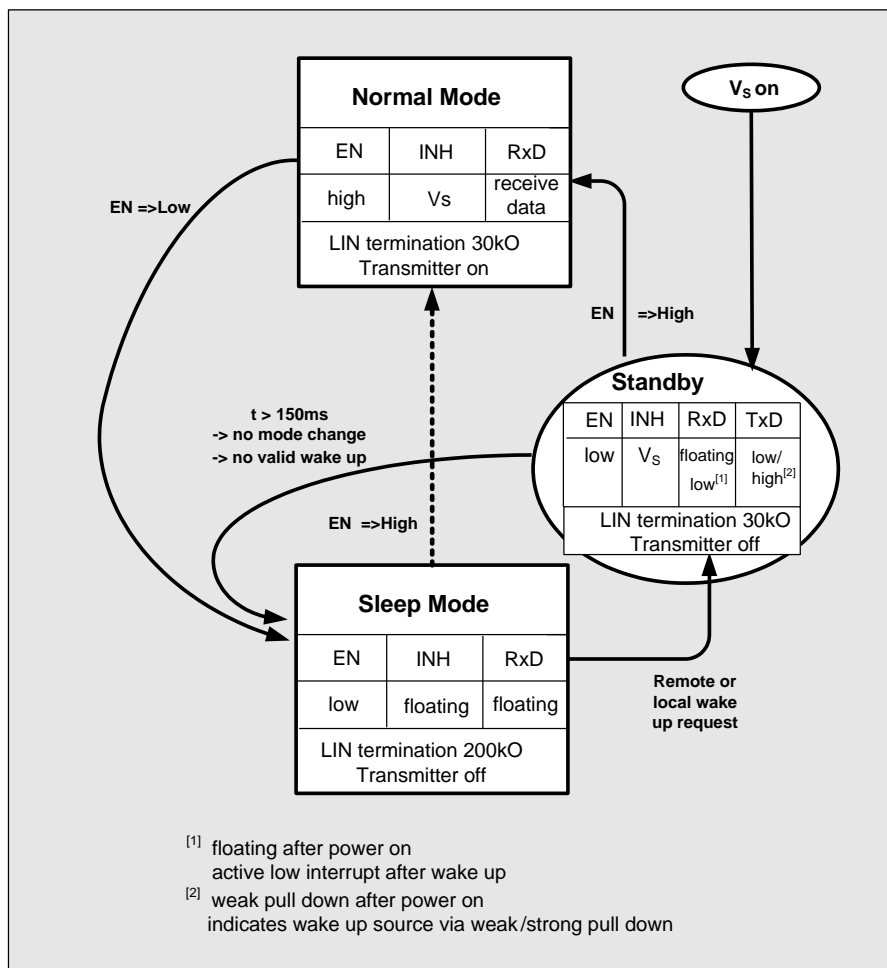 Normal Mode
EN INH RxD
high Vs receive data
LIN termination 30kO
Transmitter on
VS on
EN =>Low
EN =>High
t > 150ms
-> no mode change
-> no valid wake up
EN =>High
Standby
EN INH RxD TxD
low VS floating low[1] low/ high[2]
LIN termination 30kO
Transmitter off
Sleep Mode
EN INH RxD
low floating floating
LIN termination 200kO
Transmitter off
Remote or
local wake
up request
[1] floating after power on
active low interrupt after wake up
[2] weak pull down after power on
indicates wake up source via weak/strong pull down